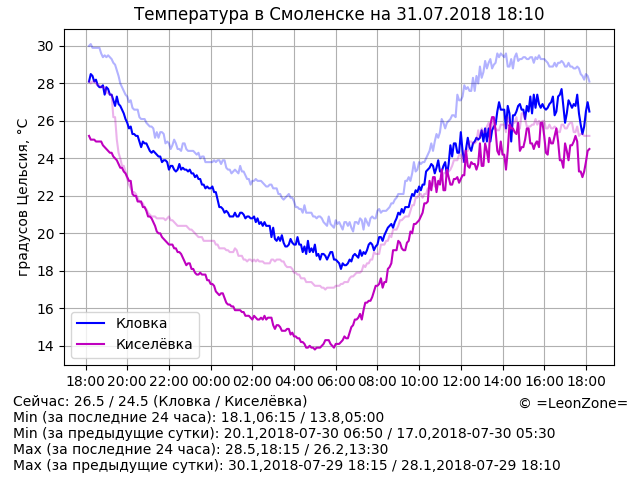 Температура в Смоленске на 31.07.2018 18:10
градусов Цельсия, °C
30
28
26
24
22
20
18
16
14
Кловка
Киселёвка
18:00 20:00 22:00 00:00 02:00 04:00 06:00 08:00 10:00 12:00 14:00 16:00 18:00
Сейчас: 26.5 / 24.5 (Кловка / Киселёвка)
© =LeonZone=
Min (за последние 24 часа): 18.1,06:15 / 13.8,05:00
Min (за предыдущие сутки): 20.1,2018-07-30 06:50 / 17.0,2018-07-30 05:30
Max (за последние 24 часа): 28.5,18:15 / 26.2,13:30
Max (за предыдущие сутки): 30.1,2018-07-29 18:15 / 28.1,2018-07-29 18:10